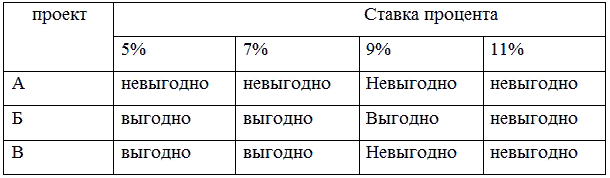 проект Ставка процента
5% 7% 9% 11%
А невыгодно невыгодно Невыгодно невыгодно
Б выгодно выгодно Выгодно невыгодно
В выгодно выгодно Невыгодно невыгодно